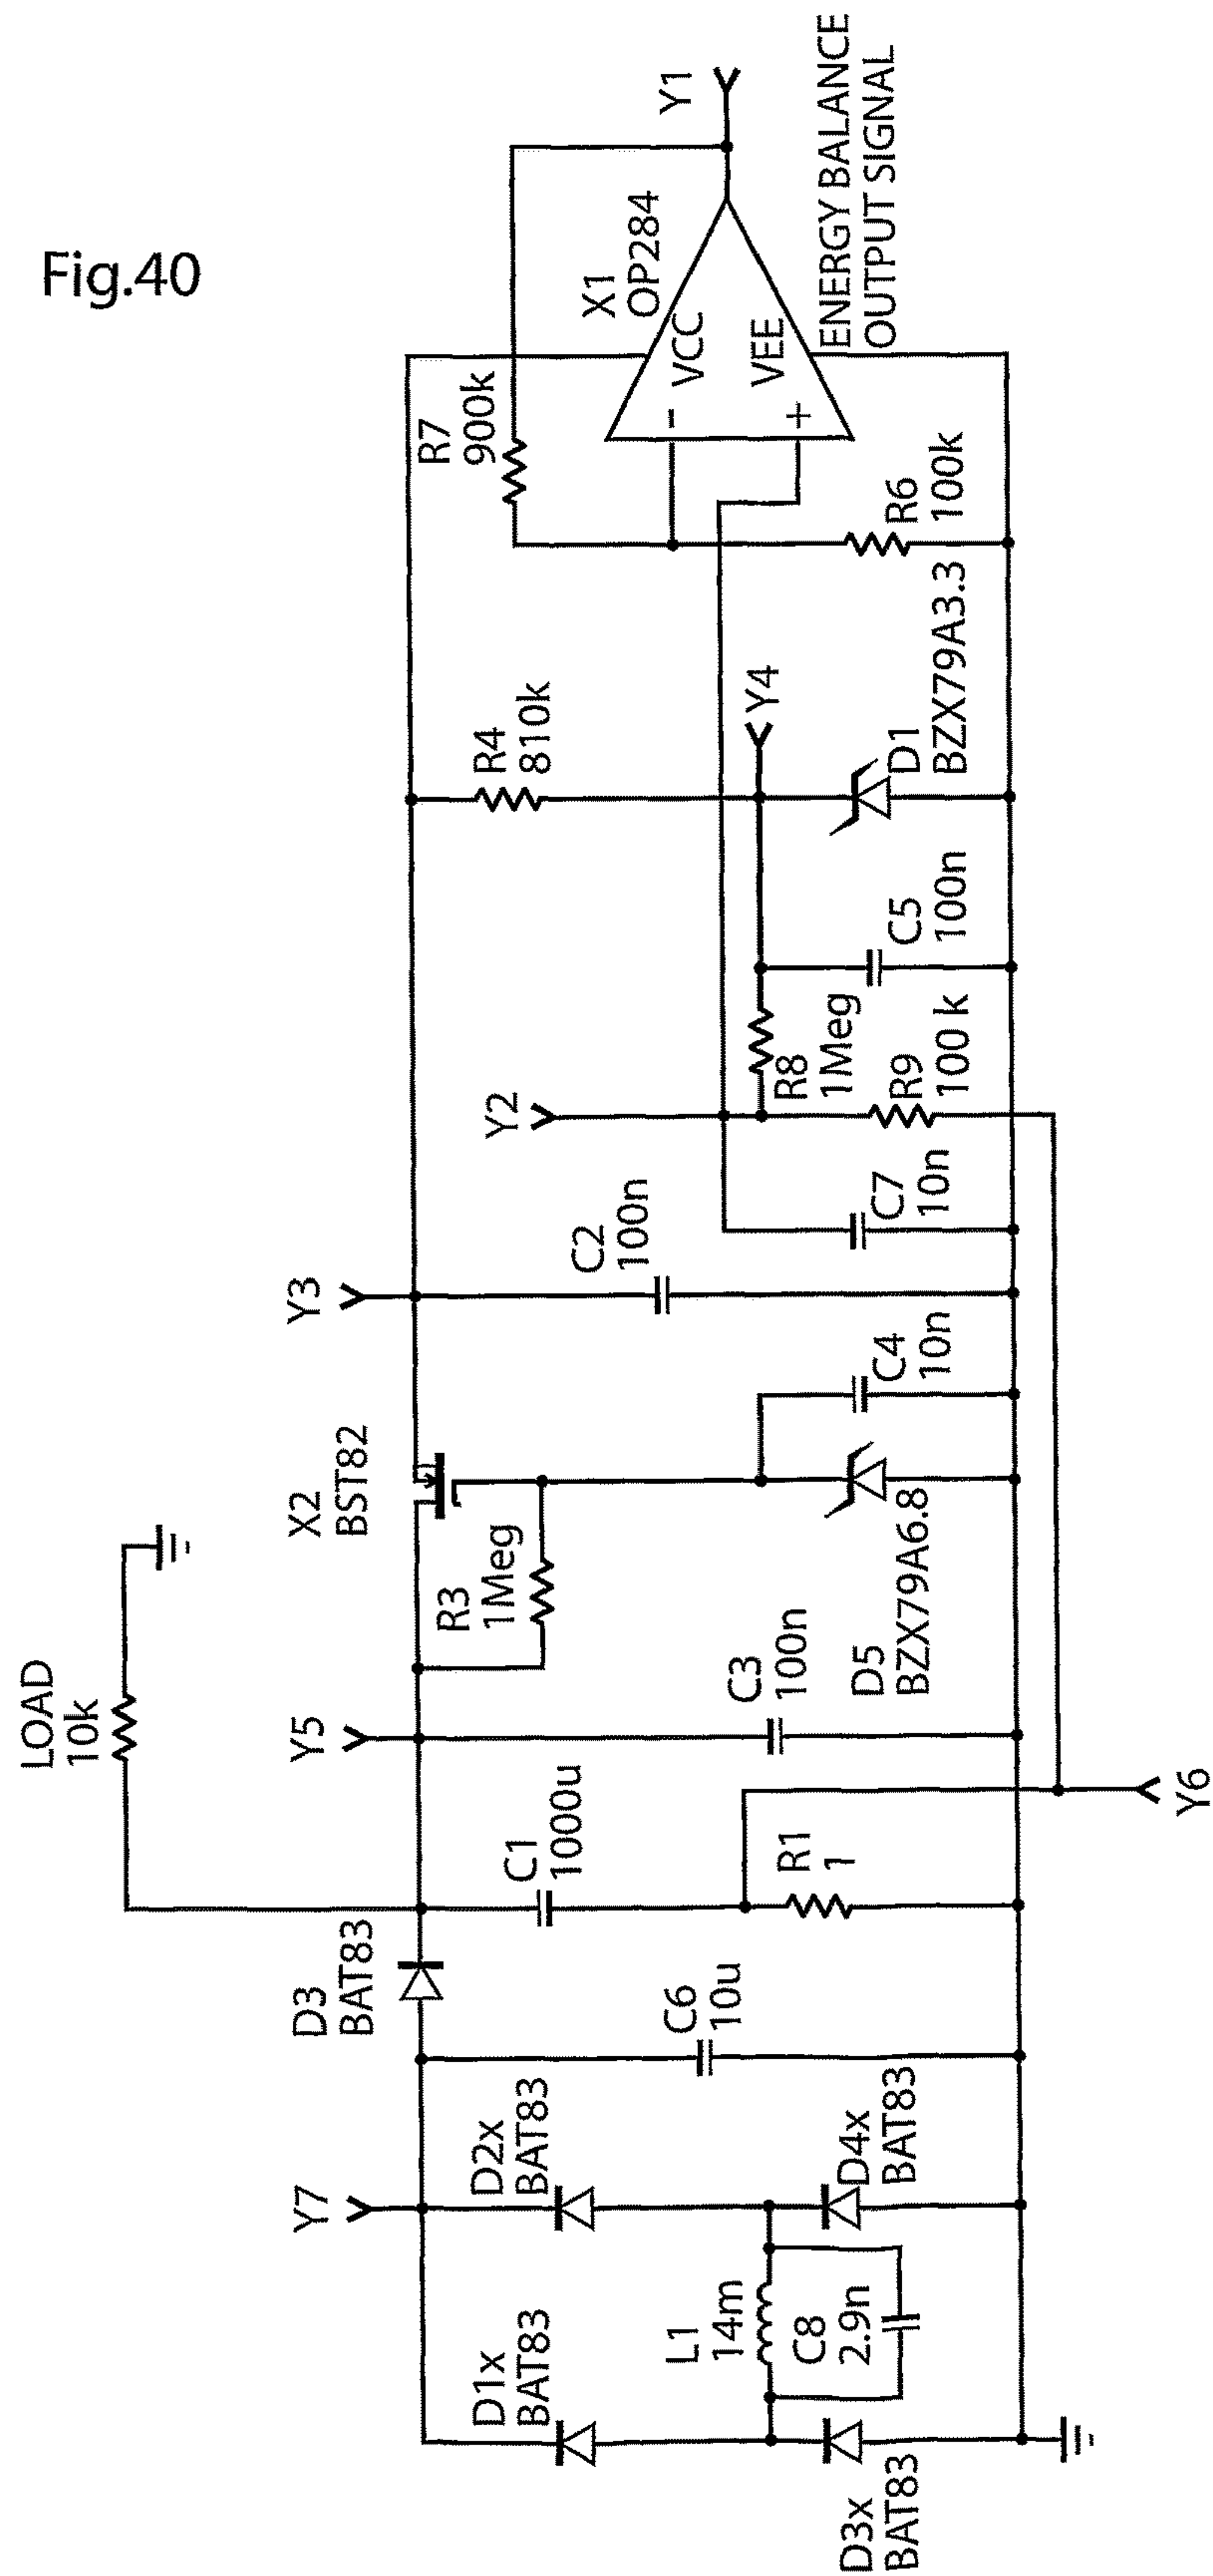 Fig.40
LOAD
10k
D3
BAT83
Y7
D1x
BAT83
D2x
BAT83
L1
14m
C8
2.9n
D3x
BAT83
D4x
BAT83
C6
10u
C1
1000u
R1
1
Y6
Y5
C3
100n
R3
1Meg
X2
BST82
D5
BZX79A6.8
C4
10n
Y3
C2
100n
C7
10n
Y2
R8
1Meg
R9
100 k
C5
100n
R4
810k
Y4
D1
BZX79A3.3
R7
900k
R6
100k
X1
OP284
VCC
VEE
-
+
Y1
ENERGY BALANCE
OUTPUT SIGNAL